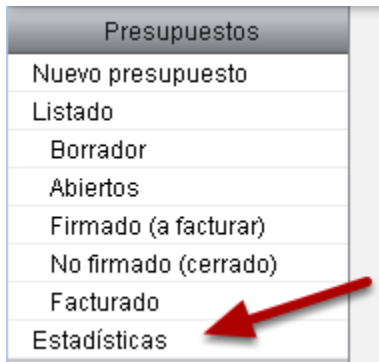 Presupuestos
Nuevo presupuesto
Listado
Borrador
Abiertos
Firmado (a facturar)
No firmado (cerrado)
Facturado
Estadísticas